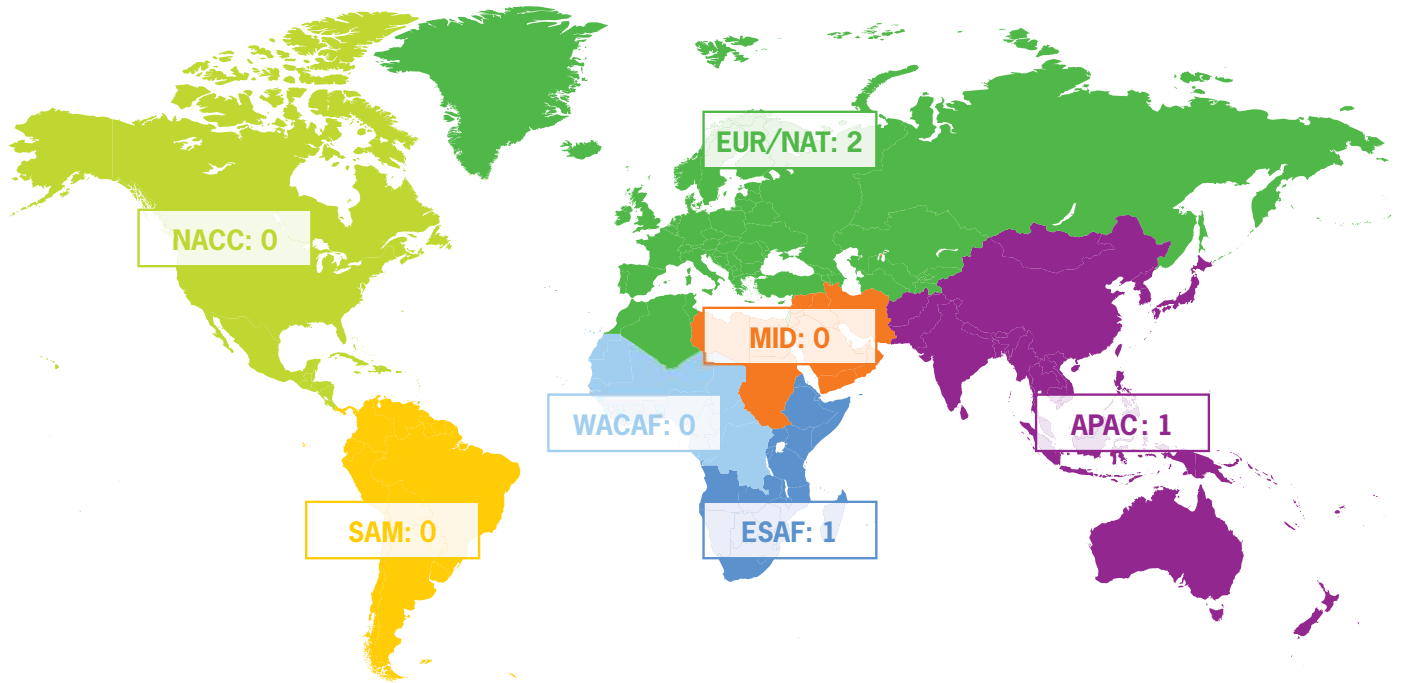 EUR/NAT: 2
NACC: 0
MID: 0
WACAF: 0
APAC: 1
SAM: 0
ESAF: 1